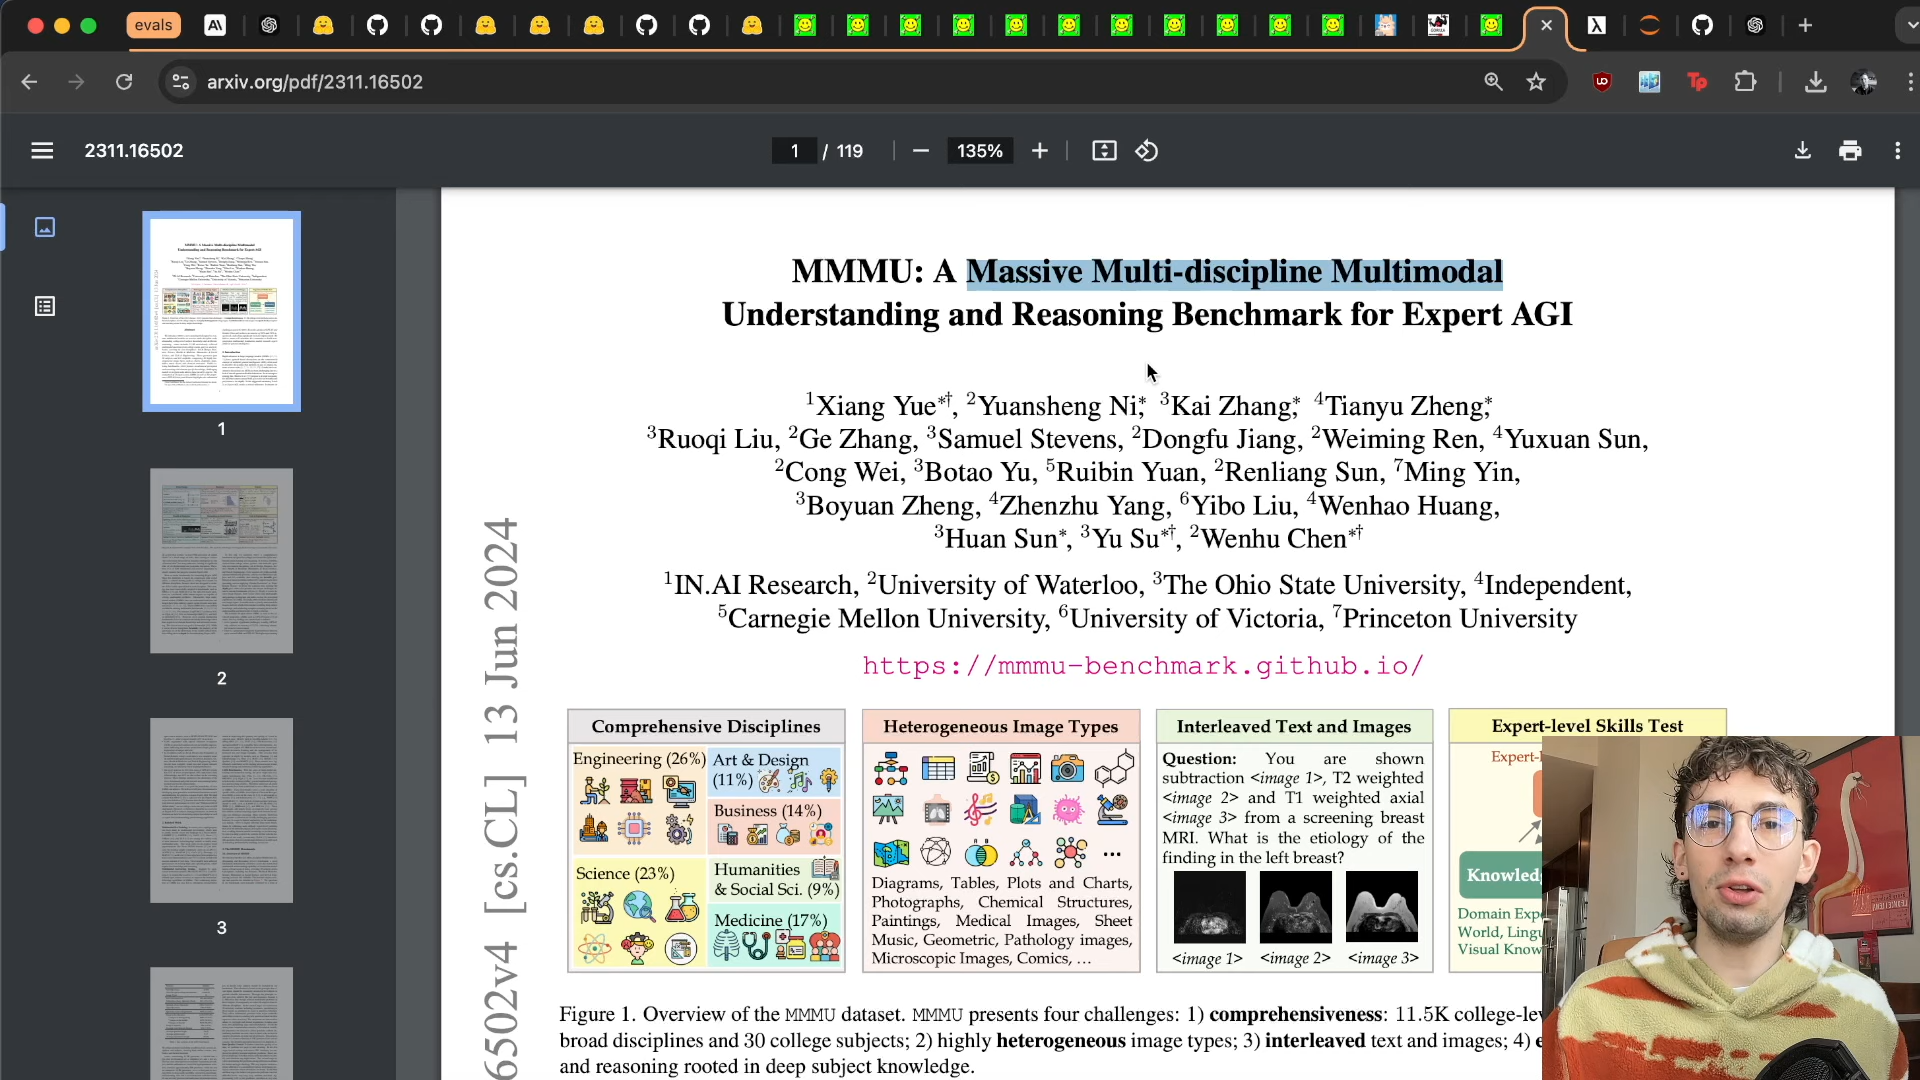 evals
arxiv.org/pdf/2311.16502
2311.16502
1 / 119
135%
1
2
3
MMMU: A Massive Multi-discipline Multimodal
Understanding and Reasoning Benchmark for Expert AGI
1Xiang Yue*†, 2Yuansheng Ni*, 3Kai Zhang*, 4Tianyu Zheng*,
3Ruoqi Liu, 2Ge Zhang, 3Samuel Stevens, 2Dongfu Jiang, 2Weiming Ren, 4Yuxuan Sun,
2Cong Wei, 3Botao Yu, 5Ruibin Yuan, 2Renliang Sun, 7Ming Yin,
3Boyuan Zheng, 4Zhenzhu Yang, 6Yibo Liu, 4Wenhao Huang,
3Huan Sun*, 3Yu Su*†, 2Wenhu Chen*†
1IN.AI Research, 2University of Waterloo, 3The Ohio State University, 4Independent,
5Carnegie Mellon University, 6University of Victoria, 7Princeton University
https://mmmu-benchmark.github.io/
6502v4 [cs.CL] 13 Jun 2024
Comprehensive Disciplines
Engineering (26%)
Art & Design
(11%)
Business (14%)
Science (23%)
Humanities
& Social Sci. (9%)
Medicine (17%)
Heterogeneous Image Types
Diagrams, Tables, Plots and Charts,
Photographs, Chemical Structures,
Paintings, Medical Images, Sheet
Music, Geometric, Pathology images,
Microscopic Images, Comics, …
Interleaved Text and Images
Question: You are shown
subtraction <image 1>, T2 weighted
<image 2> and T1 weighted axial
<image 3> from a screening breast
MRI. What is the etiology of the
finding in the left breast?
<image 1> <image 2> <image 3>
Expert-level Skills Test
Expert-
Knowled
Domain Expe
World, Lingu
Visual Know
Figure 1. Overview of the MMMU dataset. MMMU presents four challenges: 1) comprehensiveness: 11.5K college-lev
broad disciplines and 30 college subjects; 2) highly heterogeneous image types; 3) interleaved text and images; 4) e
and reasoning rooted in deep subject knowledge.